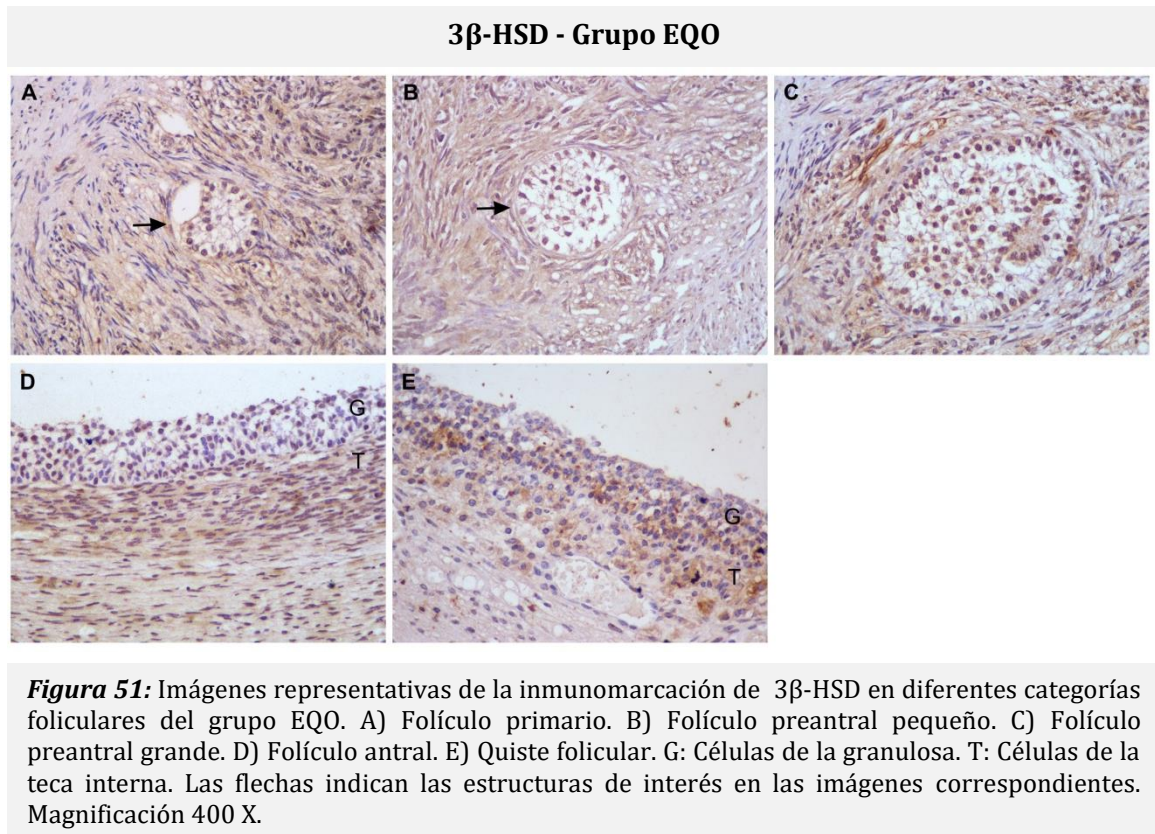 3β-HSD - Grupo EQO
A
B
C
D
G
T
E
G
T
Figura 51: Imágenes representativas de la inmunomarcación de 3β-HSD en diferentes categorías
foliculares del grupo EQO. A) Folículo primario. B) Folículo preantral pequeño. C) Folículo
preantral grande. D) Folículo antral. E) Quiste folicular. G: Células de la granulosa. T: Células de la
teca interna. Las flechas indican las estructuras de interés en las imágenes correspondientes.
Magnificación 400 X.